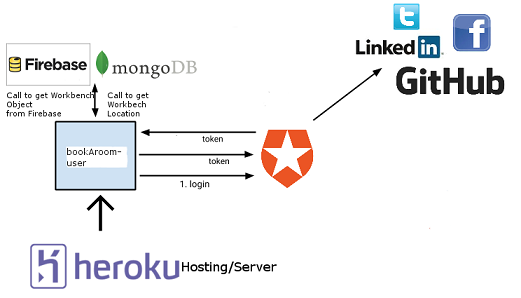 Linked in
GitHub
Firebase
mongoDB
Call to get Workbench
Object
from Firebase
Call to get
Workbech
Location
token
book:Aroom-
user
token
1. login
heroku Hosting/Server